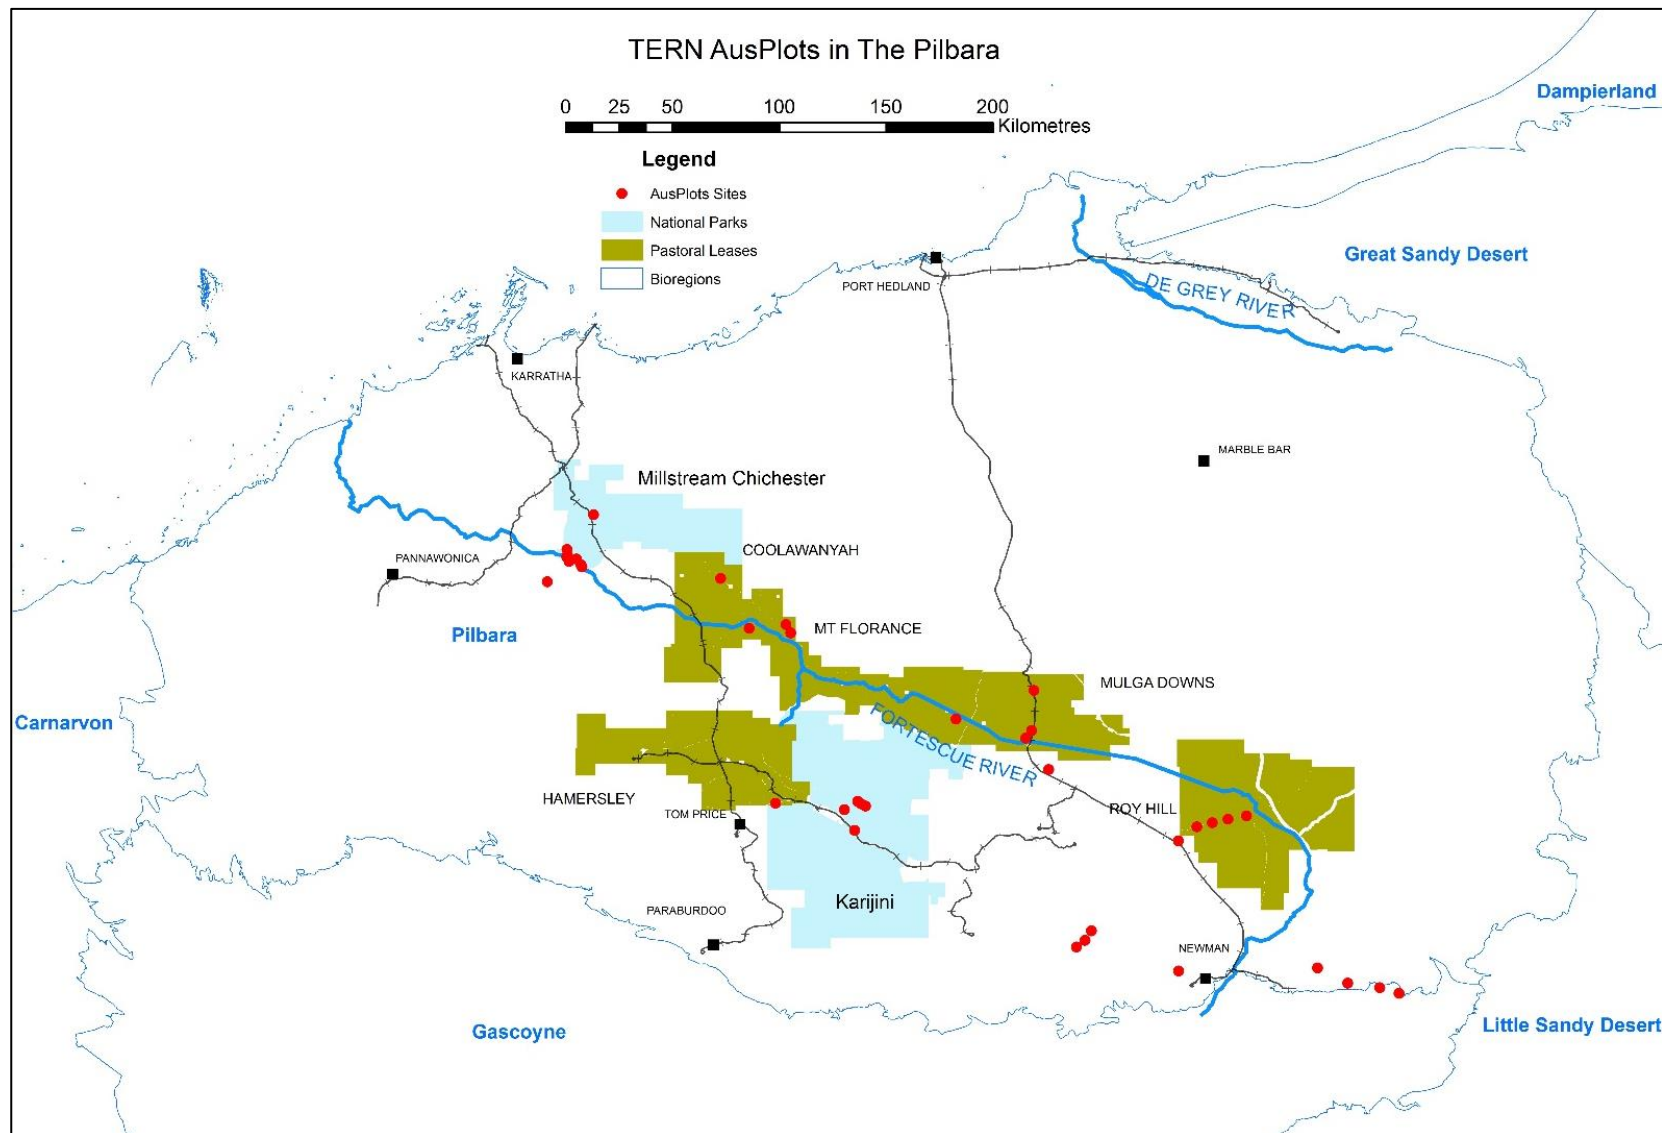 TERN AusPlots in The Pilbara
0 25 50 100 150 200
Kilometres
Legend
AusPlots Sites
National Parks
Pastoral Leases
Bioregions
Dampierland
Great Sandy Desert
DE GREY RIVER
PORT HEDLAND
KARRATHA
MARBLE BAR
Millstream Chichester
COOLAWANYAH
PANNAWONICA
Pilbara
MT FLORANCE
MULGA DOWNS
Carnarvon
FORTESCUE RIVER
HAMERSLEY
TOM PRICE
ROY HILL
Karijini
PARABURDOO
NEWMAN
Gascoyne
Little Sandy Desert